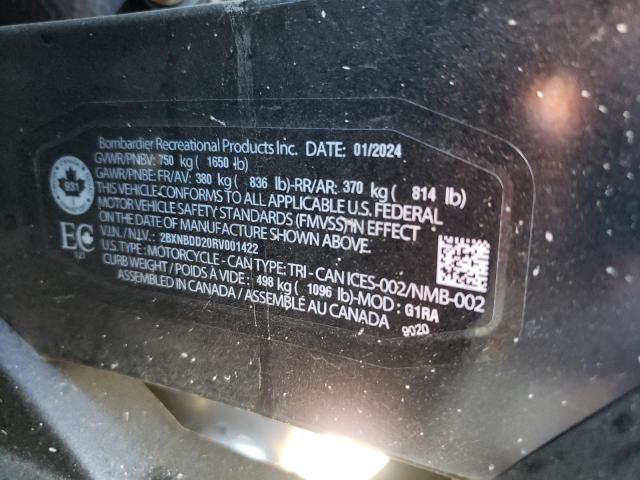 Bombardier Recreational Products Inc. DATE: 01/2024
GVWR/PNBV: 750 kg ( 1650 lb)
GAWR/PNBE: FR/AV: 380 kg ( 836 lb)-RR/AR: 370 kg ( 814 lb)
THIS VEHICLE-CONFORMS TO ALL APPLICABLE U.S. FEDERAL
MOTOR VEHICLE SAFETY STANDARDS (FMVSS) IN EFFECT
ON THE DATE OF MANUFACTURE SHOWN ABOVE.
V.I.N. / N.I.V. : 2BXNBDD20RV001422
U.S. TYPE: MOTORCYCLE - CAN TYPE: TRI - CAN ICES-002/NMB-002
CURB WEIGHT / POIDS À VIDE : 498 kg ( 1096 lb)-MOD : G1RA
ASSEMBLED IN CANADA / ASSEMBLÉ AU CANADA
9020
931
EC